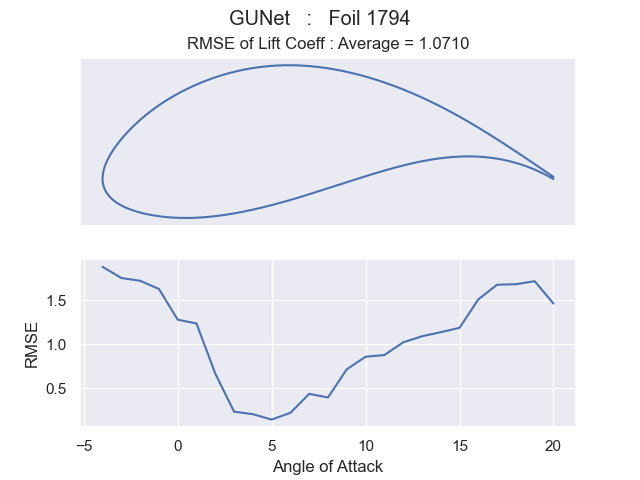 GUNet   :   Foil 1794
RMSE of Lift Coeff : Average = 1.0710
1.5
1.0
0.5
RMSE
−5 0 5 10 15 20
Angle of Attack